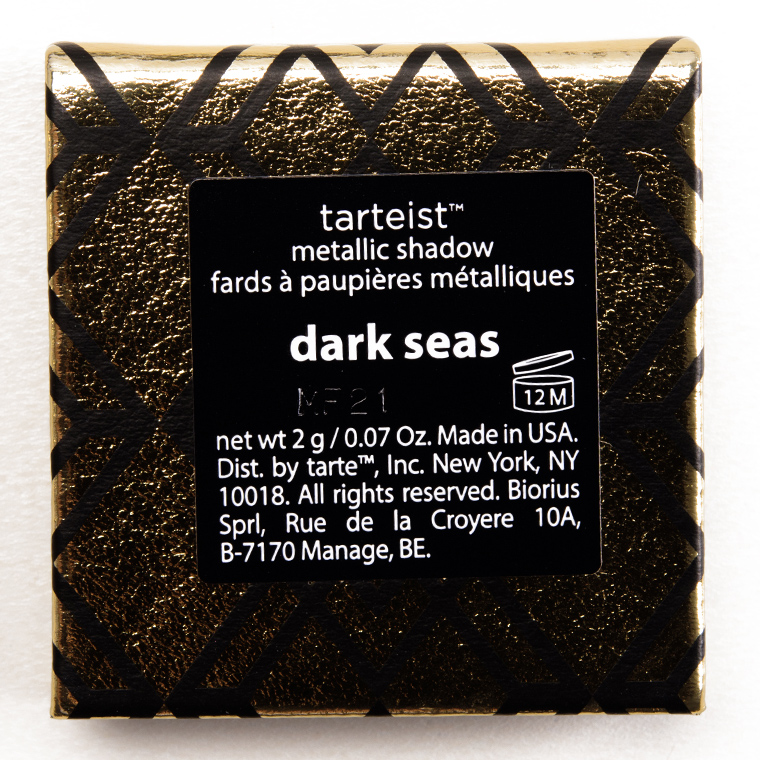 tarteist™
metallic shadow
fards à paupières métalliques
dark seas
MF21
12M
net wt 2 g / 0.07 Oz. Made in USA.
Dist. by tarte™, Inc. New York, NY
10018. All rights reserved. Biorius
Sprl, Rue de la Croyere 10A,
B-7170 Manage, BE.